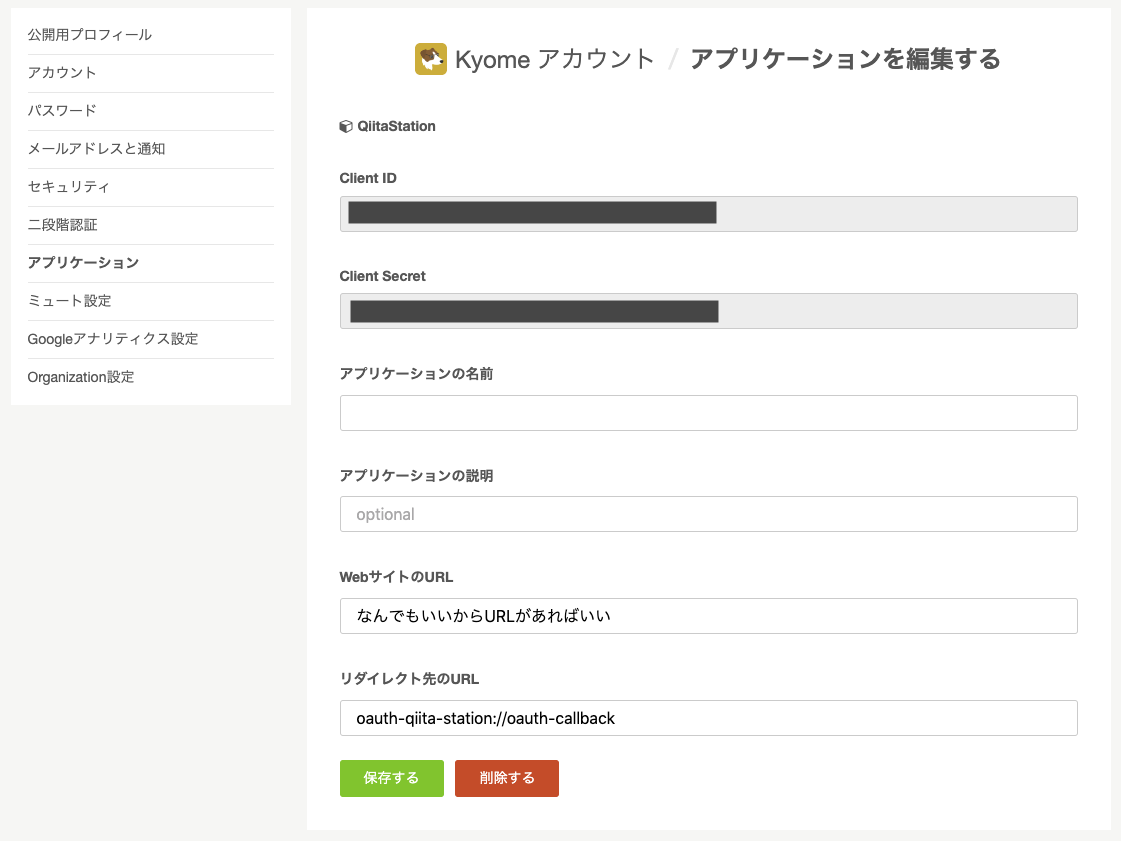 公開用プロフィール
アカウント
パスワード
メールアドレスと通知
セキュリティ
二段階認証
アプリケーション
ミュート設定
Googleアナリティクス設定
Organization設定
Kyome アカウント / アプリケーションを編集する
QiitaStation
Client ID
Client Secret
アプリケーションの名前
アプリケーションの説明
optional
WebサイトのURL
なんでもいいからURLがあればいい
リダイレクト先のURL
oauth-qiita-station://oauth-callback
保存する 削除する